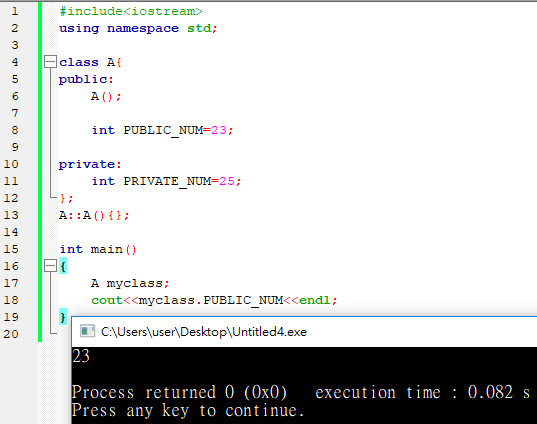 1 #include<iostream>
2 using namespace std;
3
4 class A{
5 public:
6 A();
7
8 int PUBLIC_NUM=23;
9
10 private:
11 int PRIVATE_NUM=25;
12 };
13 A::A(){};
14
15 int main()
16 {
17 A myclass;
18 cout<<myclass.PUBLIC_NUM<<endl;
19 }
20
C:\Users\user\Desktop\Untitled4.exe
23
Process returned 0 (0x0) execution time : 0.082 s
Press any key to continue.